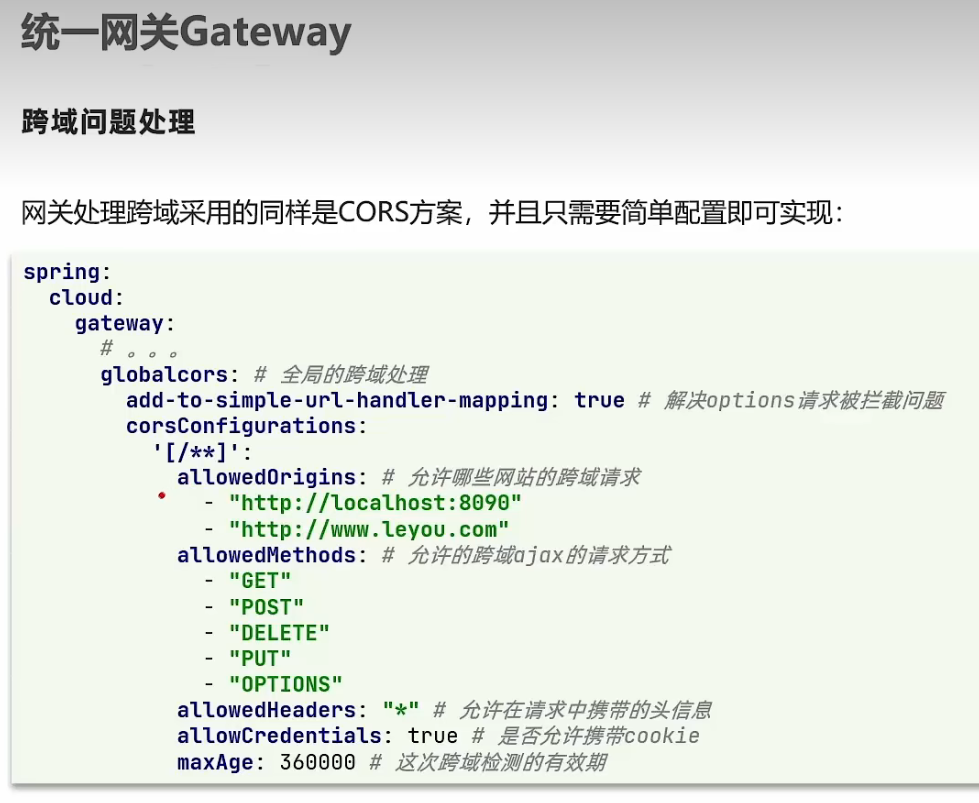 统一网关Gateway
跨域问题处理
网关处理跨域采用的同样是CORS方案，并且只需要简单配置即可实现：
spring:
  cloud:
    gateway:
      # 。。。
      globalcors: # 全局的跨域处理
        add-to-simple-url-handler-mapping: true # 解决options请求被拦截问题
        corsConfigurations:
          '[/**]':
            allowedOrigins: # 允许哪些网站的跨域请求
              - "http://localhost:8090"
              - "http://www.leyou.com"
            allowedMethods: # 允许的跨域ajax的请求方式
              - "GET"
              - "POST"
              - "DELETE"
              - "PUT"
              - "OPTIONS"
            allowedHeaders: "*" # 允许在请求中携带的头信息
            allowCredentials: true # 是否允许携带cookie
            maxAge: 360000 # 这次跨域检测的有效期